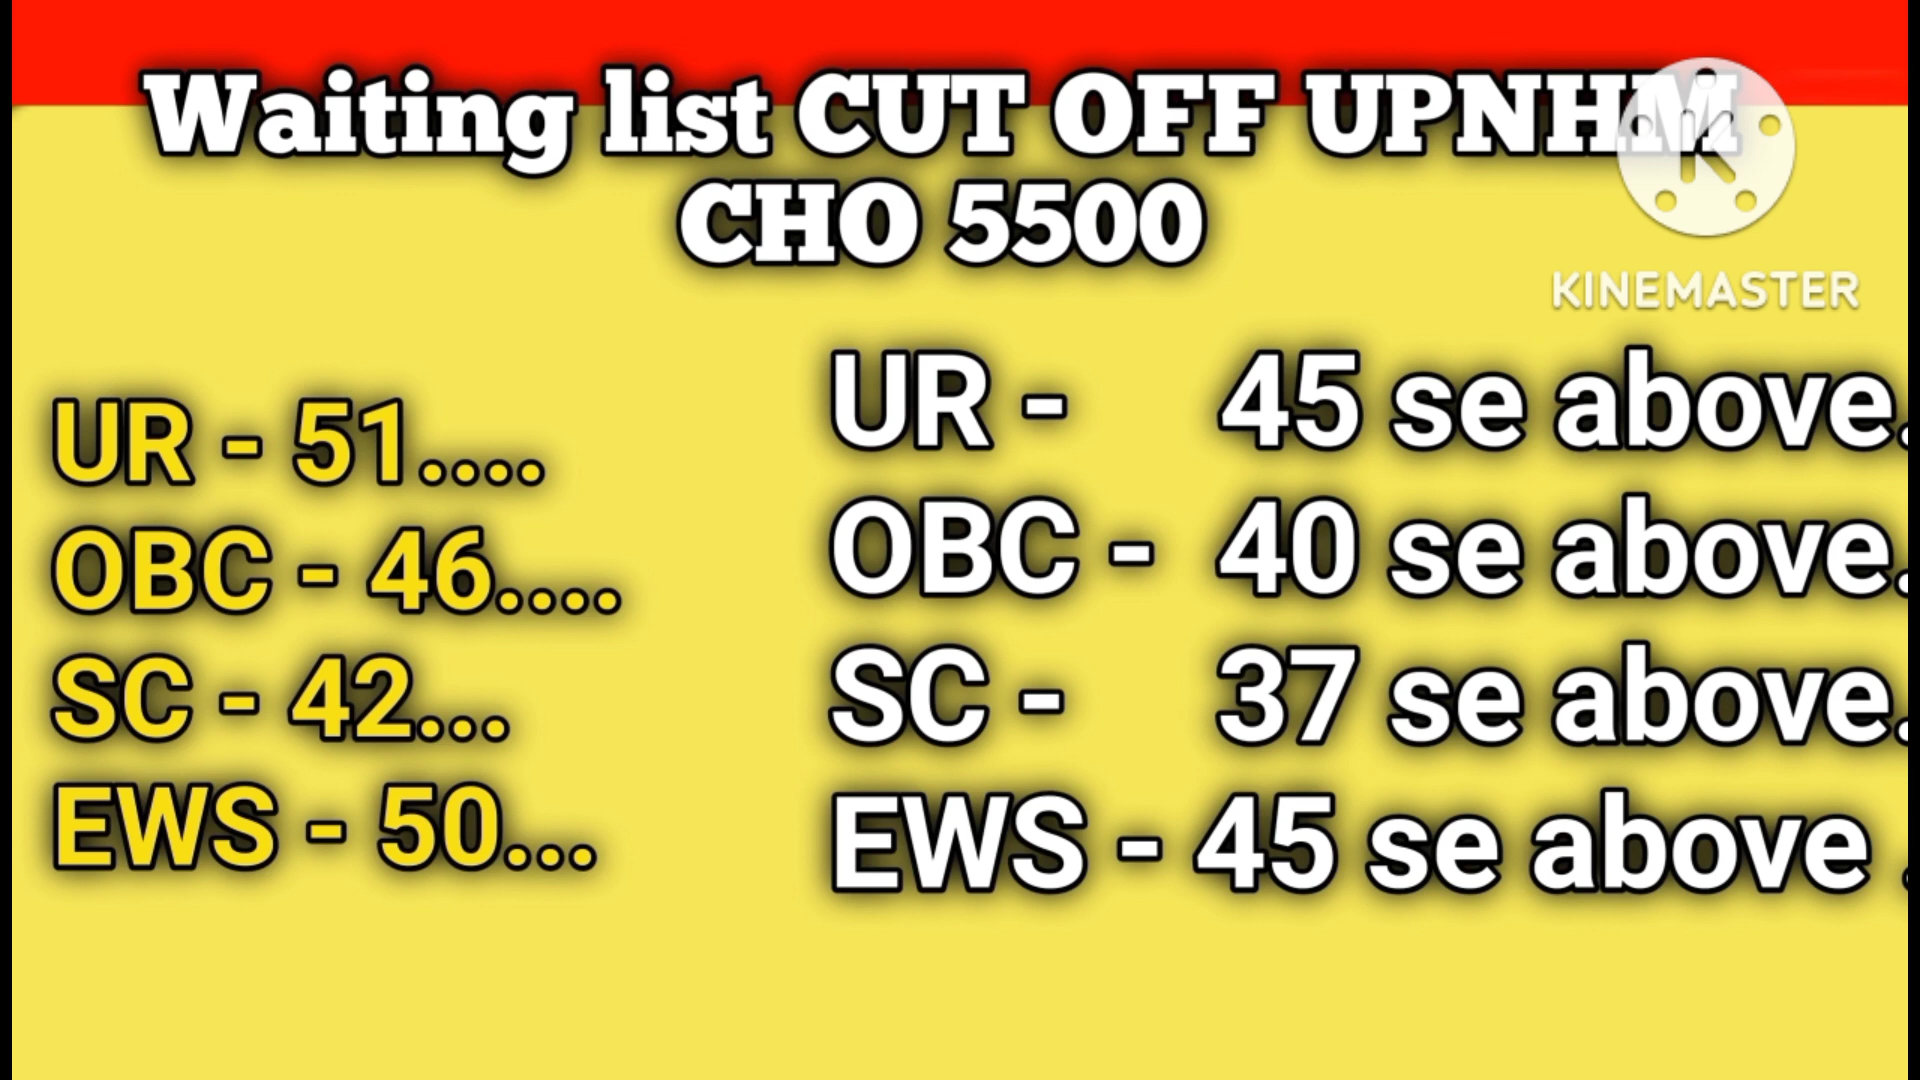 Waiting list CUT OFF UPNHM
CHO 5500
KINEMASTER
UR - 51....
OBC - 46....
SC - 42...
EWS - 50...
UR - 45 se above.
OBC - 40 se above.
SC - 37 se above.
EWS - 45 se above .